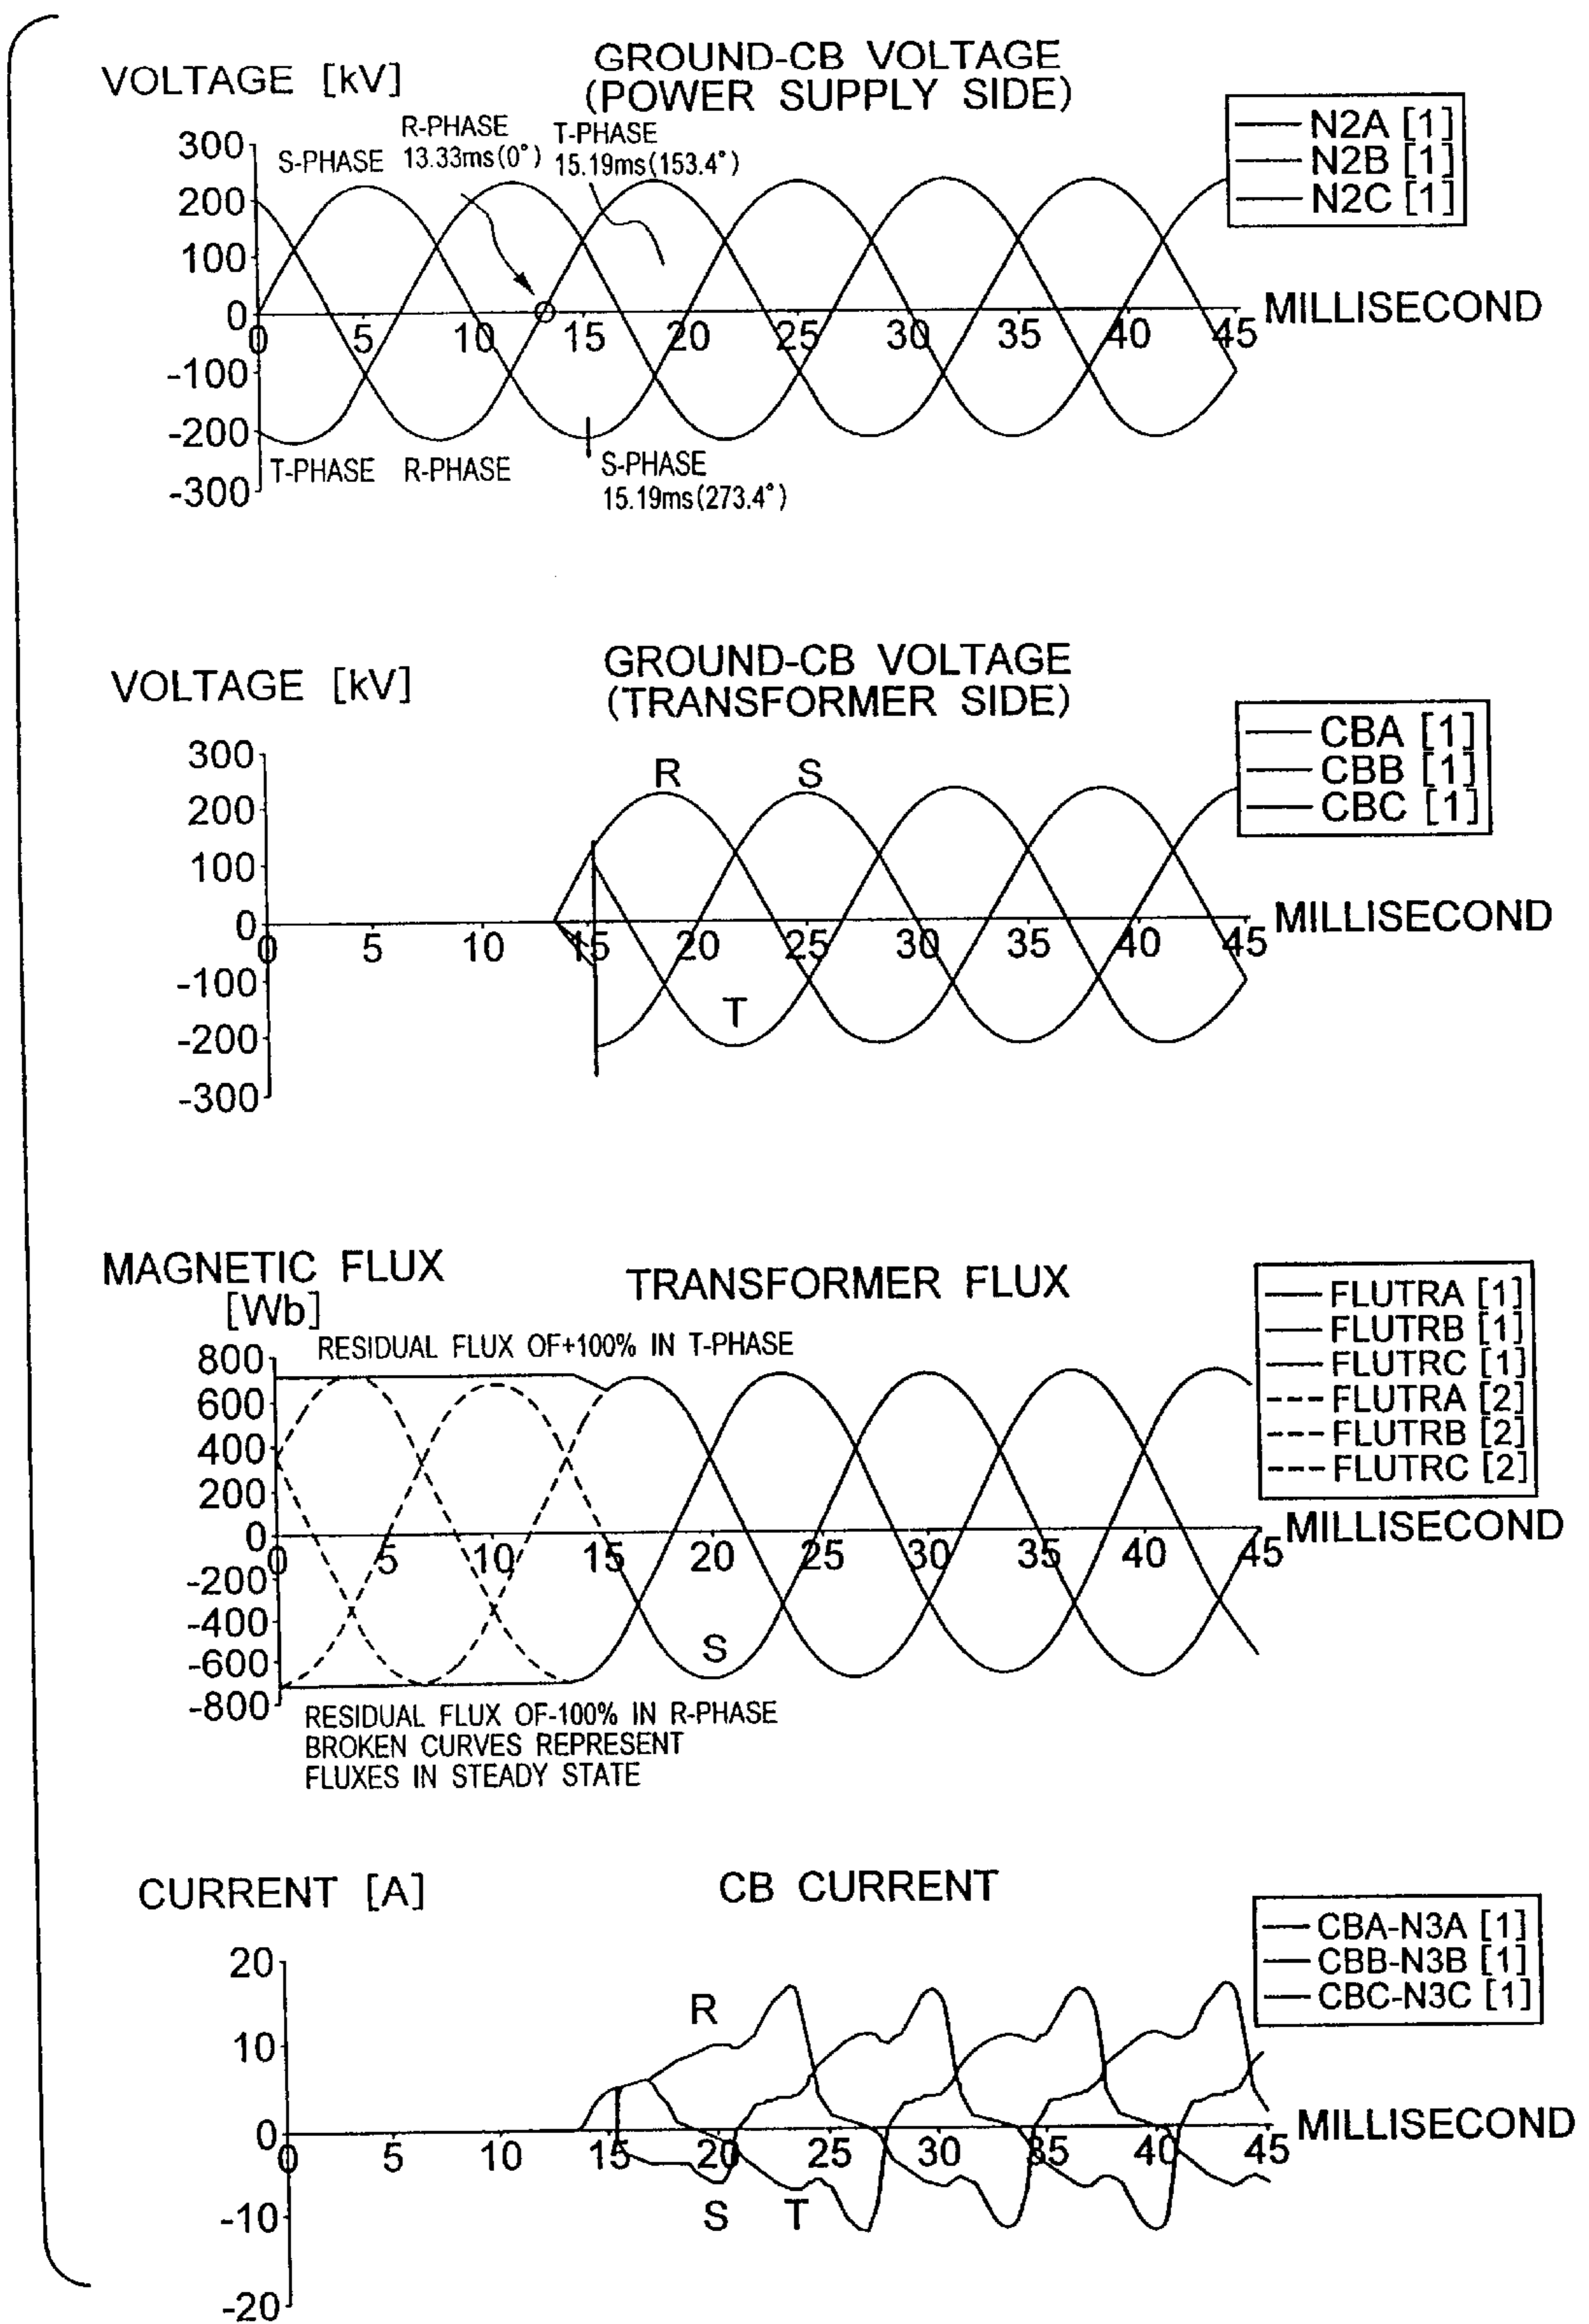 GROUND-CB VOLTAGE
(POWER SUPPLY SIDE)
VOLTAGE [kV]
R-PHASE
13.33ms(0°)
T-PHASE
15.19ms(153.4°)
S-PHASE
N2A [1]
N2B [1]
N2C [1]
300
200
100
0
-100
-200
-300
0 5 10 15 20 25 30 35 40 45
MILLISECOND
T-PHASE R-PHASE
S-PHASE
15.19ms(273.4°)
GROUND-CB VOLTAGE
(TRANSFORMER SIDE)
VOLTAGE [kV]
CBA [1]
CBB [1]
CBC [1]
300
200
100
0
-100
-200
-300
R S
T
0 5 10 15 20 25 30 35 40 45
MILLISECOND
MAGNETIC FLUX
[Wb]
TRANSFORMER FLUX
RESIDUAL FLUX OF+100% IN T-PHASE
FLUTRA [1]
FLUTRB [1]
FLUTRC [1]
FLUTRA [2]
FLUTRB [2]
FLUTRC [2]
800
600
400
200
0
-200
-400
-600
-800
0 5 10 15 20 25 30 35 40 45
MILLISECOND
S
RESIDUAL FLUX OF-100% IN R-PHASE
BROKEN CURVES REPRESENT
FLUXES IN STEADY STATE
CURRENT [A]
CB CURRENT
CBA-N3A [1]
CBB-N3B [1]
CBC-N3C [1]
20
10
0
-10
-20
R
0 5 10 15 20 25 30 35 40 45
MILLISECOND
S T